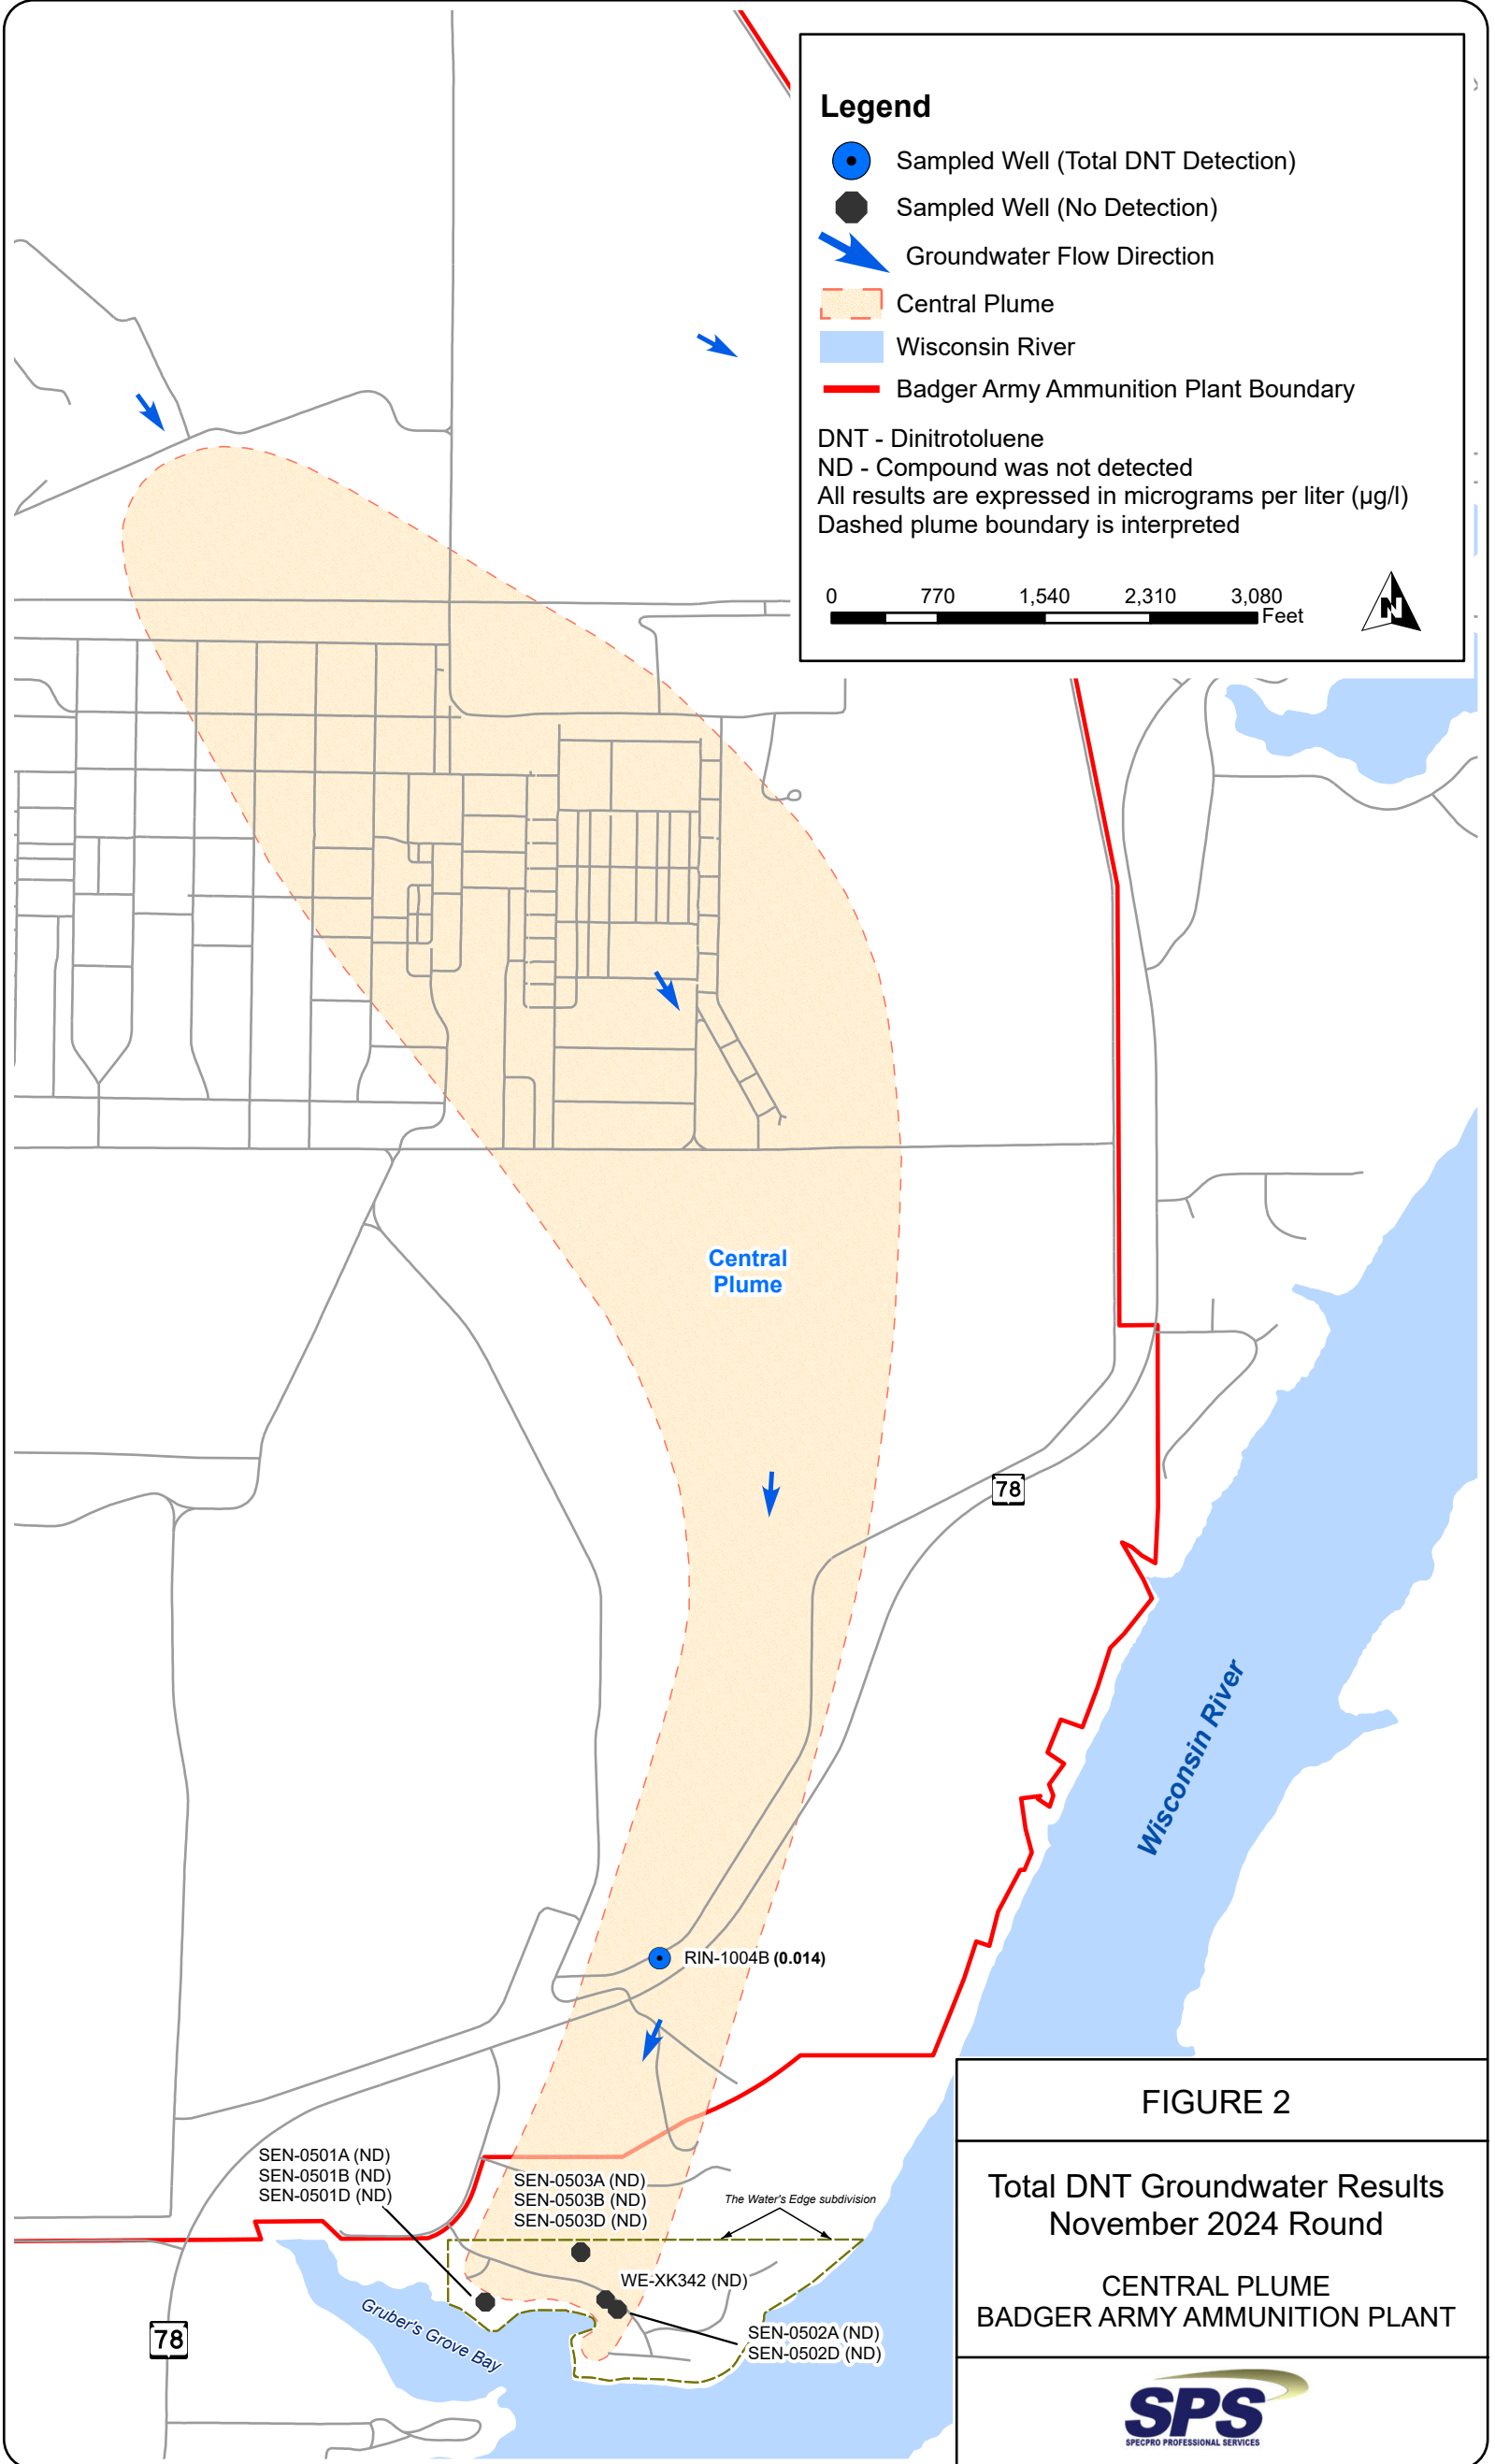 Legend
Sampled Well (Total DNT Detection)
Sampled Well (No Detection)
Groundwater Flow Direction
Central Plume
Wisconsin River
Badger Army Ammunition Plant Boundary
DNT - Dinitrotoluene
ND - Compound was not detected
All results are expressed in micrograms per liter (µg/l)
Dashed plume boundary is interpreted
0 770 1,540 2,310 3,080
Feet
N
Central
Plume
78
Wisconsin River
RIN-1004B (0.014)
SEN-0501A (ND)
SEN-0501B (ND)
SEN-0501D (ND)
SEN-0503A (ND)
SEN-0503B (ND)
SEN-0503D (ND)
The Water's Edge subdivision
WE-XK342 (ND)
Gruber's Grove Bay
SEN-0502A (ND)
SEN-0502D (ND)
78
FIGURE 2
Total DNT Groundwater Results
November 2024 Round
CENTRAL PLUME
BADGER ARMY AMMUNITION PLANT
SPS
SPECPRO PROFESSIONAL SERVICES